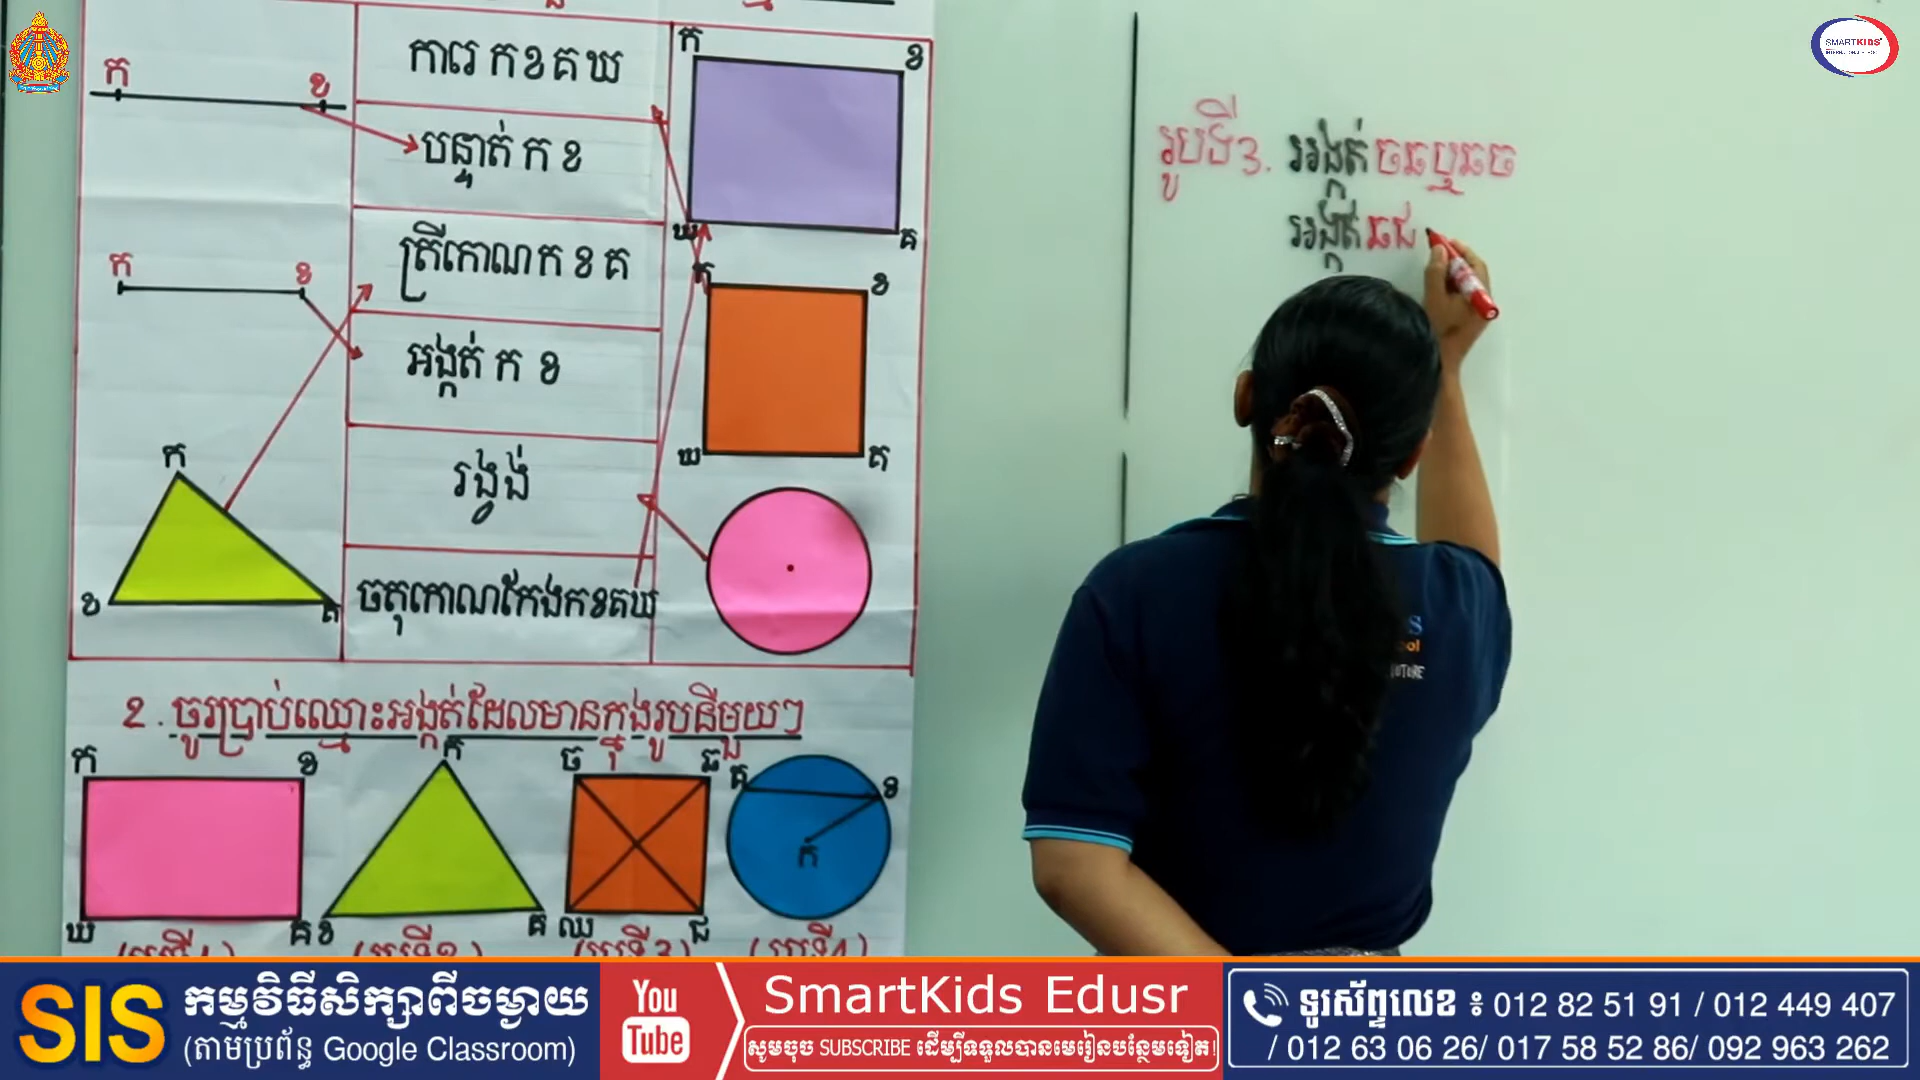 SMARTKIDS
ក
ខ
ការេ ក ខ គ ឃ
ក
ខ
ឃ
គ
បន្ទាត់ ក ខ
ត្រីកោណ ក ខ គ
ក
ខ
អង្កត់ ក ខ
ក
ខ
ឃ
គ
រង្វង់
ក
ខ
គ
ចតុកោណកែងកខគឃ
2. ចូរប្រាប់ឈ្មោះអង្កត់ដែលមានក្នុងរូបនីមួយៗ
ក
ខ
ឃ
គ
ក
ខ
គ
ច
ឆ
ឈ
ជ
គ
ខ
ក
រូបទី3. អង្កត់ ចឆឬឆច
អង្កត់ ឆជ
SIS
កម្មវិធីសិក្សាពីចម្ងាយ
(តាមប្រព័ន្ធ Google Classroom)
You
Tube
SmartKids Edusr
សូមចុច SUBSCRIBE ដើម្បីទទួលបានមេរៀនបន្ថែមទៀត!
ទូរស័ព្ទលេខ ៖ 012 82 51 91 / 012 449 407
/ 012 63 06 26/ 017 58 52 86/ 092 963 262